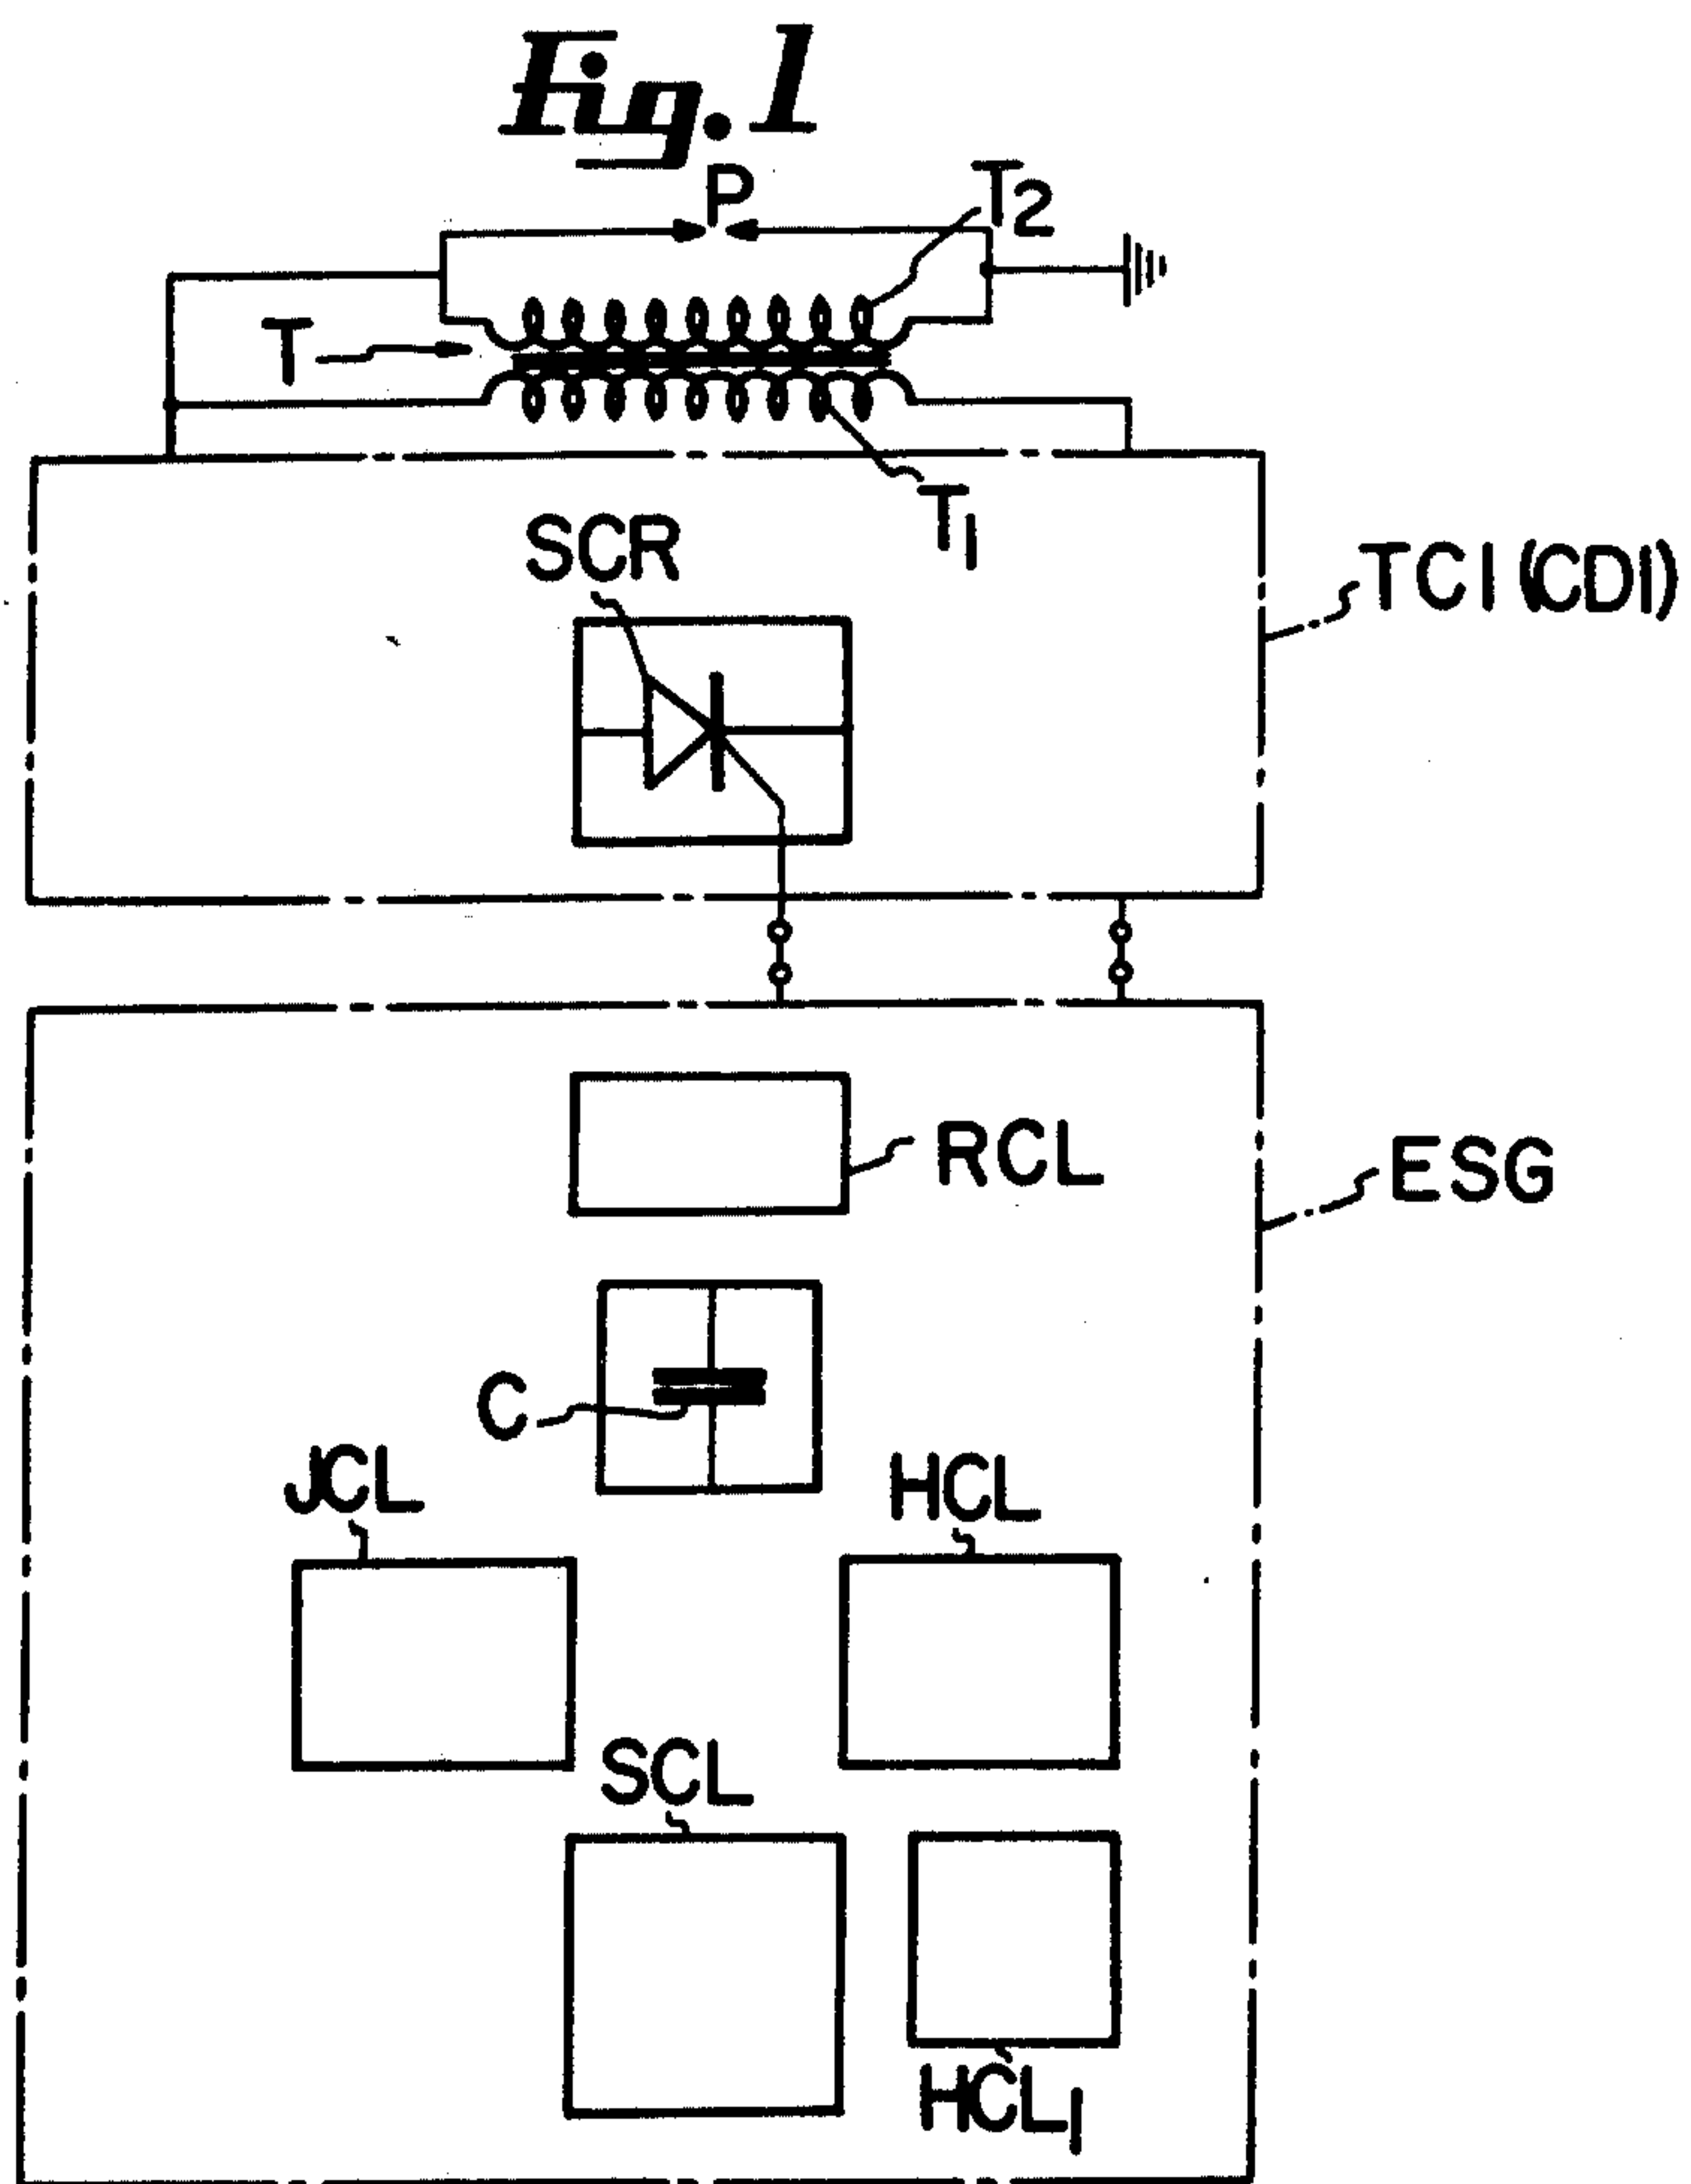 Fig. 1
P
T2
T
T1
SCR
TCI (CDI)
RCL
ESG
C
JCL
HCL
SCL
HCL1